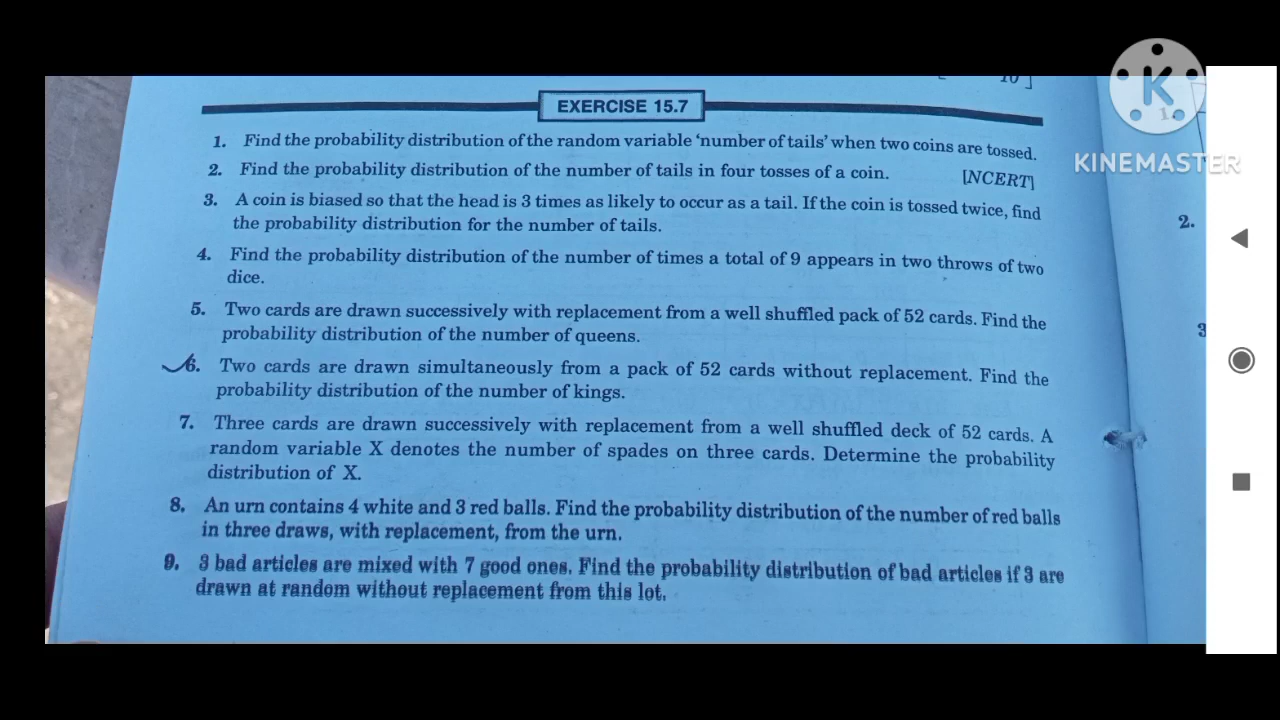 10 ]
EXERCISE 15.7
1. Find the probability distribution of the random variable ‘number of tails’ when two coins are tossed.
2. Find the probability distribution of the number of tails in four tosses of a coin. [NCERT]
3. A coin is biased so that the head is 3 times as likely to occur as a tail. If the coin is tossed twice, find
the probability distribution for the number of tails.
4. Find the probability distribution of the number of times a total of 9 appears in two throws of two
dice.
5. Two cards are drawn successively with replacement from a well shuffled pack of 52 cards. Find the
probability distribution of the number of queens.
6. Two cards are drawn simultaneously from a pack of 52 cards without replacement. Find the
probability distribution of the number of kings.
7. Three cards are drawn successively with replacement from a well shuffled deck of 52 cards. A
random variable X denotes the number of spades on three cards. Determine the probability
distribution of X.
8. An urn contains 4 white and 3 red balls. Find the probability distribution of the number of red balls
in three draws, with replacement, from the urn.
9. 3 bad articles are mixed with 7 good ones. Find the probability distribution of bad articles if 3 are
drawn at random without replacement from this lot.
K
1.
KINEMASTER
2.
3